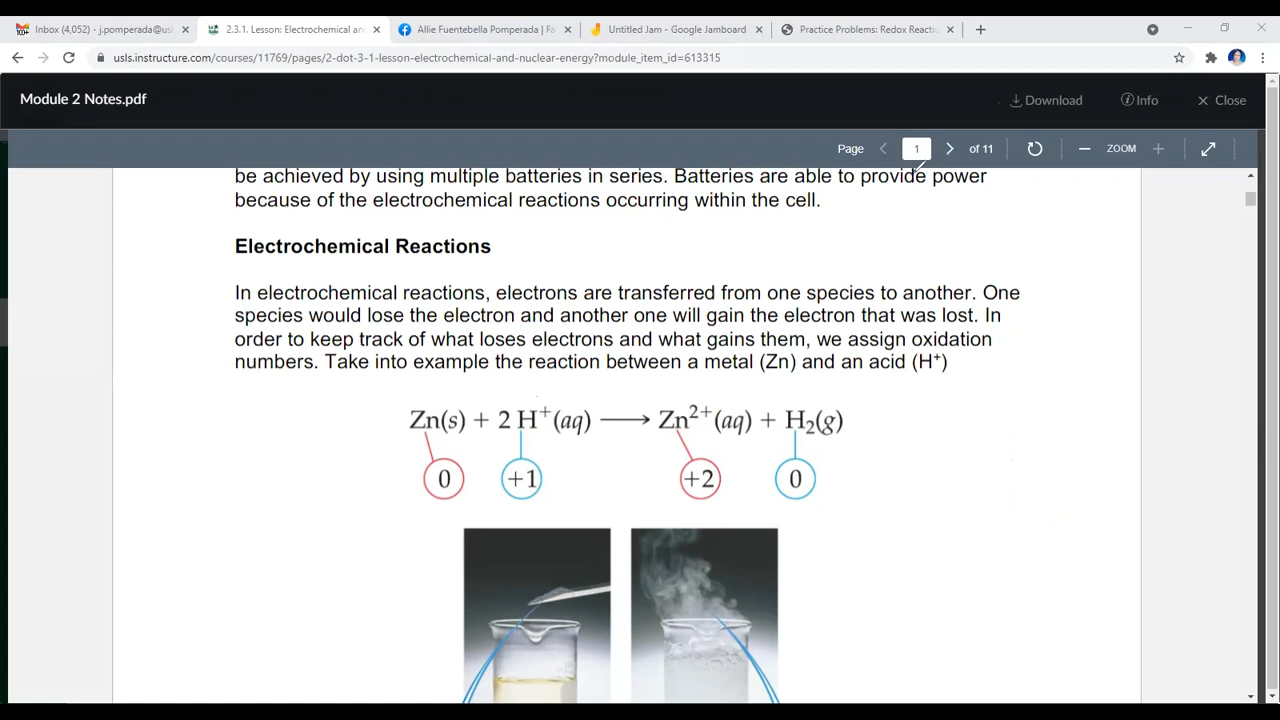 Inbox (4,052) - j.pomperada@usl
2.3.1. Lesson: Electrochemical an
Allie Fuentebella Pomperada | Fa
Untitled Jam - Google Jamboard
Practice Problems: Redox Reactio
usls.instructure.com/courses/11769/pages/2-dot-3-1-lesson-electrochemical-and-nuclear-energy?module_item_id=613315
Module 2 Notes.pdf
Download
Info
Close
Page 1 of 11
ZOOM
be achieved by using multiple batteries in series. Batteries are able to provide power
because of the electrochemical reactions occurring within the cell.
Electrochemical Reactions
In electrochemical reactions, electrons are transferred from one species to another. One
species would lose the electron and another one will gain the electron that was lost. In
order to keep track of what loses electrons and what gains them, we assign oxidation
numbers. Take into example the reaction between a metal (Zn) and an acid (H⁺)
Zn(s) + 2 H⁺(aq) ⟶ Zn²⁺(aq) + H₂(g)
0 +1 +2 0